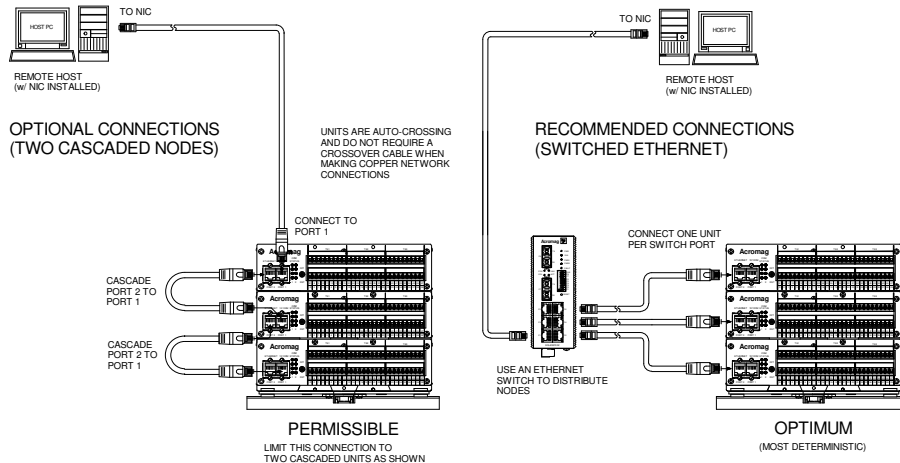 TO NIC
HOST PC
REMOTE HOST
(w/ NIC INSTALLED)
OPTIONAL CONNECTIONS
(TWO CASCADED NODES)
UNITS ARE AUTO-CROSSING
AND DO NOT REQUIRE A
CROSSOVER CABLE WHEN
MAKING COPPER NETWORK
CONNECTIONS
CONNECT TO
PORT 1
CASCADE
PORT 2 TO
PORT 1
CASCADE
PORT 2 TO
PORT 1
Acromag
Acromag
Acromag
PERMISSIBLE
LIMIT THIS CONNECTION TO
TWO CASCADED UNITS AS SHOWN
TO NIC
HOST PC
REMOTE HOST
(w/ NIC INSTALLED)
RECOMMENDED CONNECTIONS
(SWITCHED ETHERNET)
CONNECT ONE UNIT
PER SWITCH PORT
Acromag
USE AN ETHERNET
SWITCH TO DISTRIBUTE
NODES
Acromag
Acromag
Acromag
OPTIMUM
(MOST DETERMINISTIC)